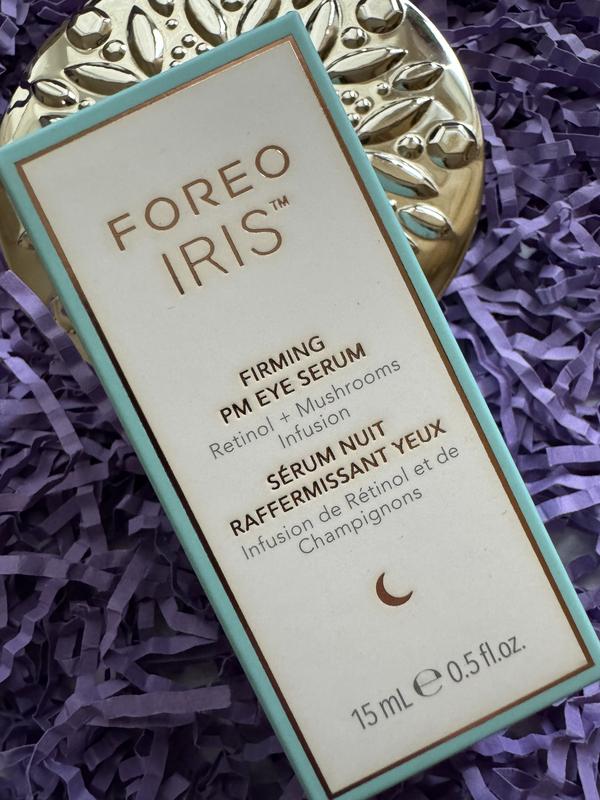 FOREO
IRIS™
FIRMING
PM EYE SERUM
Retinol + Mushrooms
Infusion
SÉRUM NUIT
RAFFERMISSANT YEUX
Infusion de Rétinol et de
Champignons
15 mL ℮ 0.5 fl.oz.